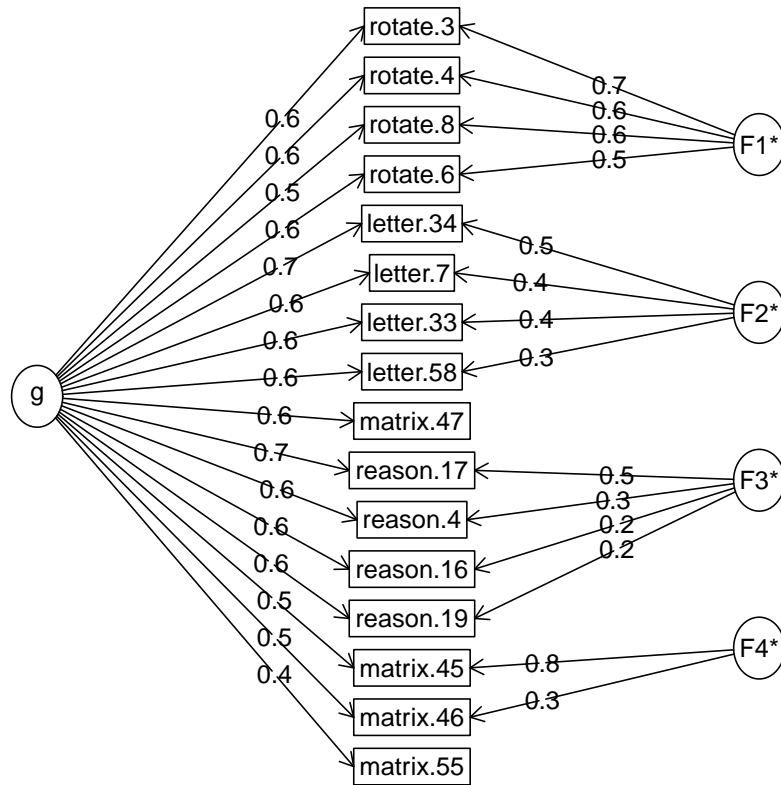 rotate.3
rotate.4
rotate.8
rotate.6
letter.34
letter.7
letter.33
letter.58
matrix.47
reason.17
reason.4
reason.16
reason.19
matrix.45
matrix.46
matrix.55
g
0.6
0.6
0.5
0.6
0.7
0.6
0.6
0.6
0.6
0.7
0.6
0.6
0.6
0.5
0.5
0.4
F1*
0.7
0.6
0.6
0.5
F2*
0.5
0.4
0.4
0.3
F3*
0.5
0.3
0.2
0.2
F4*
0.8
0.3